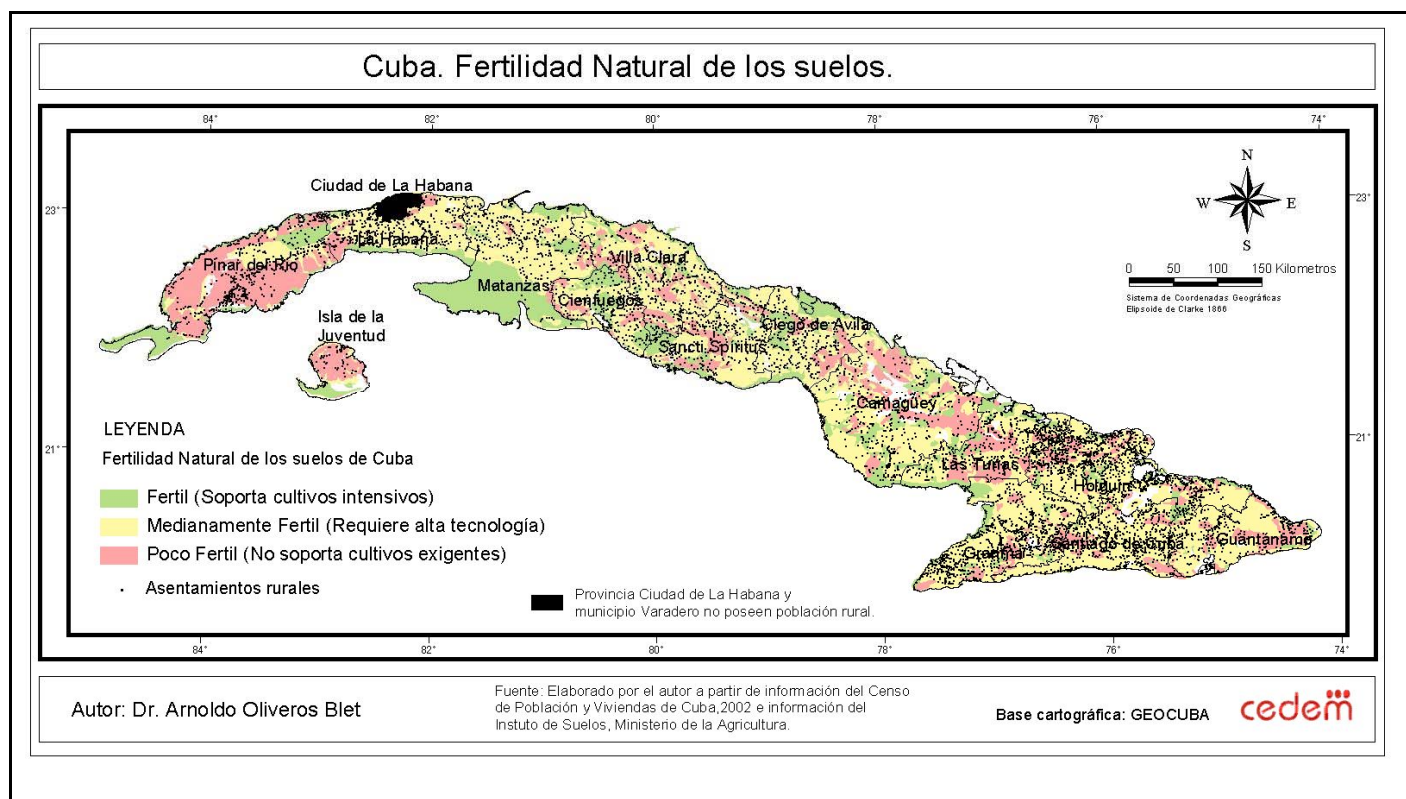 Cuba. Fertilidad Natural de los suelos.
84°
82°
80°
78°
76°
74°
23°
23°
Ciudad de La Habana
N
W
E
S
La Habana
Pinar del Rio
Villa Clara
Matanzas
Cienfuegos
0 50 100 150 Kilometros
Sistema de Coordenadas Geográficas
Elipsoide de Clarke 1866
Isla de la
Juventud
Ciego de Avila
Sancti Spiritus
Camagüey
21°
21°
Las Tunas
Holguin
Granma
Santiago de Cuba
Guantanamo
LEYENDA
Fertilidad Natural de los suelos de Cuba
Fertil (Soporta cultivos intensivos)
Medianamente Fertil (Requiere alta tecnología)
Poco Fertil (No soporta cultivos exigentes)
Asentamientos rurales
Provincia Ciudad de La Habana y
municipio Varadero no poseen población rural.
84°
82°
80°
78°
76°
74°
Autor: Dr. Arnoldo Oliveros Blet
Fuente: Elaborado por el autor a partir de información del Censo
de Población y Viviendas de Cuba,2002 e información del
Instuto de Suelos, Ministerio de la Agricultura.
Base cartográfica: GEOCUBA
cedem